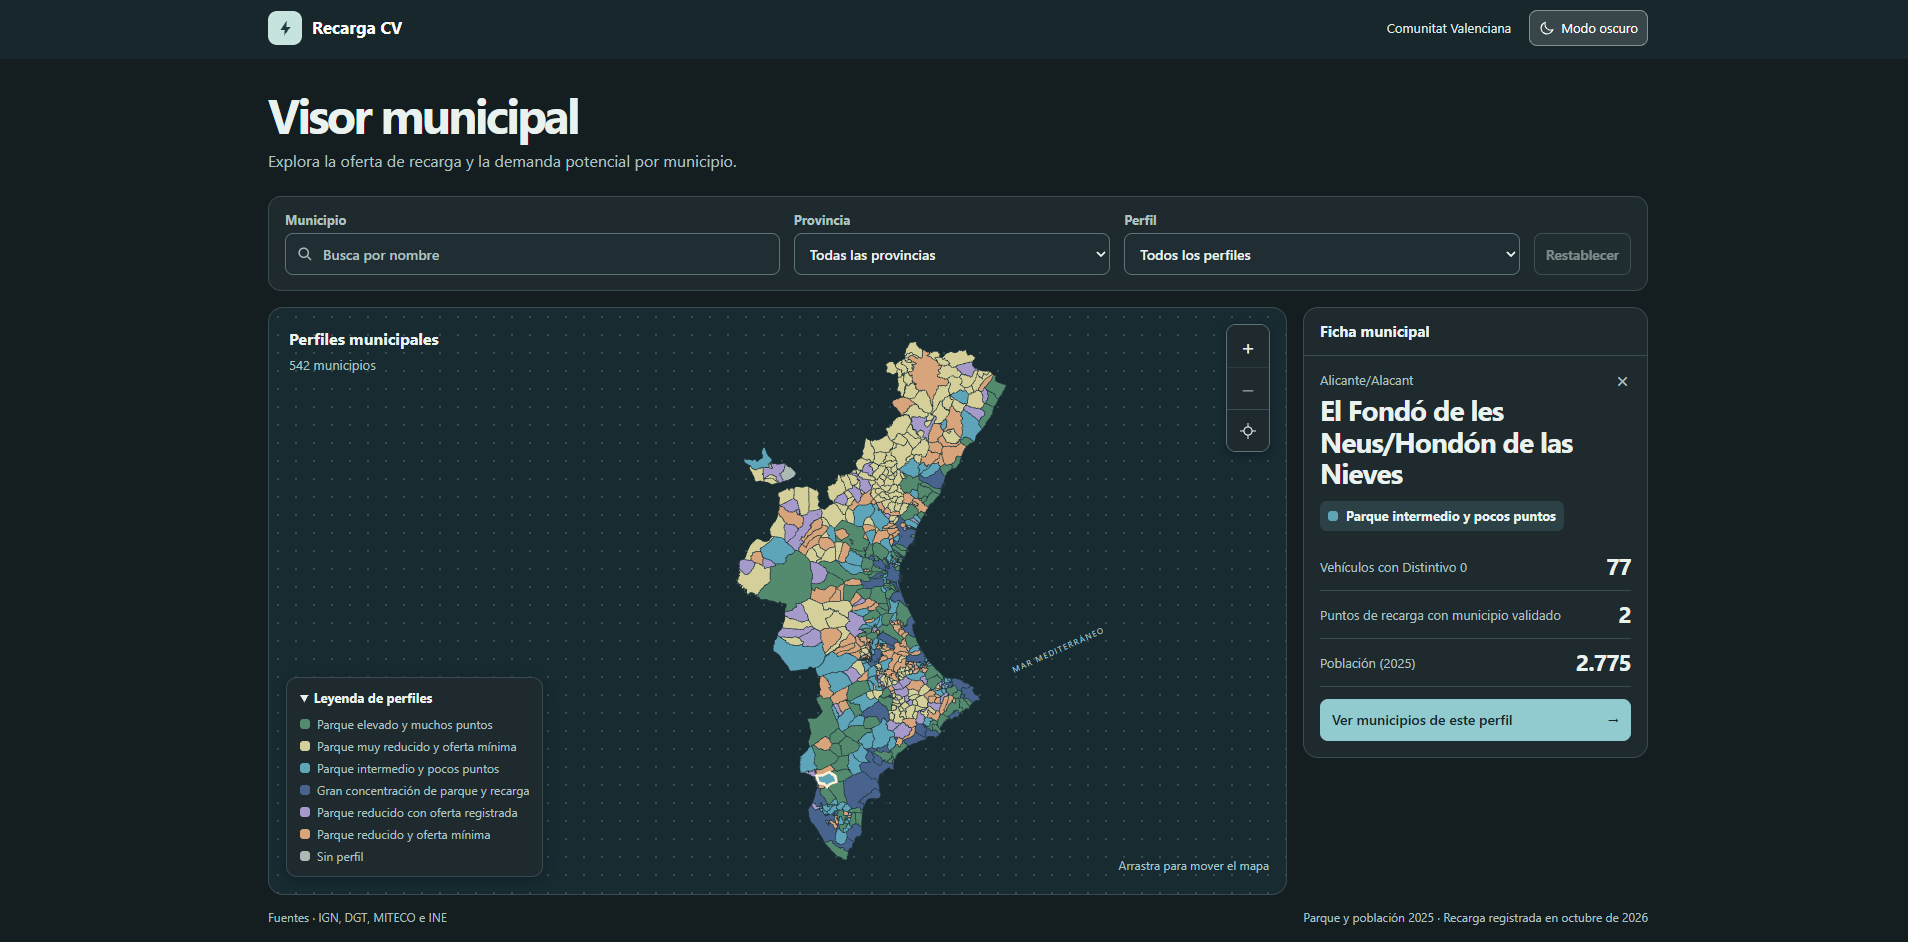 Recarga CV
Comunitat Valenciana
Modo oscuro
Visor municipal
Explora la oferta de recarga y la demanda potencial por municipio.
Municipio
Provincia
Perfil
Busca por nombre
Todas las provincias
Todos los perfiles
Restablecer
Perfiles municipales
542 municipios
+
−
MAR MEDITERRÁNEO
▼ Leyenda de perfiles
Parque elevado y muchos puntos
Parque muy reducido y oferta mínima
Parque intermedio y pocos puntos
Gran concentración de parque y recarga
Parque reducido con oferta registrada
Parque reducido y oferta mínima
Sin perfil
Arrastra para mover el mapa
Ficha municipal
Alicante/Alacant
×
El Fondó de les
Neus/Hondón de las
Nieves
Parque intermedio y pocos puntos
Vehículos con Distintivo 0 77
Puntos de recarga con municipio validado 2
Población (2025) 2.775
Ver municipios de este perfil →
Fuentes · IGN, DGT, MITECO e INE
Parque y población 2025 · Recarga registrada en octubre de 2026